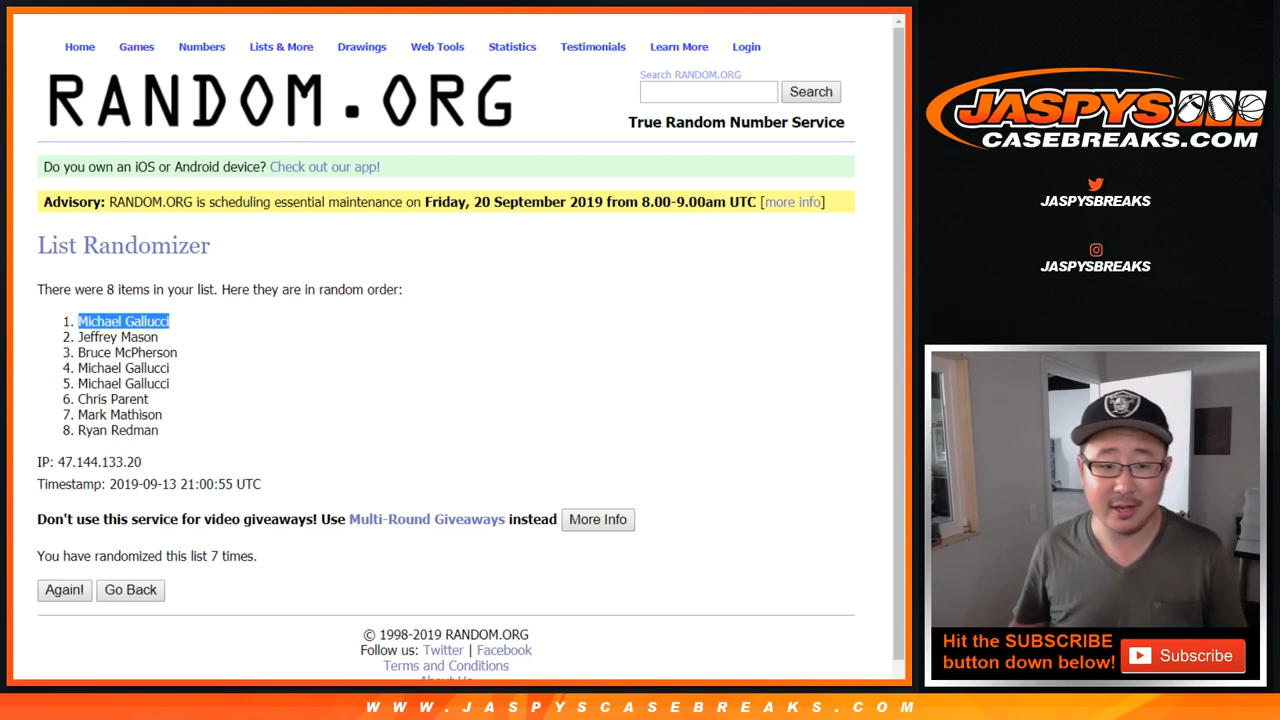 Home Games Numbers Lists & More Drawings Web Tools Statistics Testimonials Learn More Login
RANDOM.ORG
Search RANDOM.ORG
Search
True Random Number Service
Do you own an iOS or Android device? Check out our app!
Advisory: RANDOM.ORG is scheduling essential maintenance on Friday, 20 September 2019 from 8.00-9.00am UTC [more info]
List Randomizer
There were 8 items in your list. Here they are in random order:
1. Michael Gallucci
2. Jeffrey Mason
3. Bruce McPherson
4. Michael Gallucci
5. Michael Gallucci
6. Chris Parent
7. Mark Mathison
8. Ryan Redman
IP: 47.144.133.20
Timestamp: 2019-09-13 21:00:55 UTC
Don't use this service for video giveaways! Use Multi-Round Giveaways instead More Info
You have randomized this list 7 times.
Again! Go Back
© 1998-2019 RANDOM.ORG
Follow us: Twitter | Facebook
Terms and Conditions
About Us
JASPYS
CASEBREAKS.COM
JASPYSBREAKS
JASPYSBREAKS
Hit the SUBSCRIBE
button down below!
Subscribe
WWW.JASPYSCASEBREAKS.COM